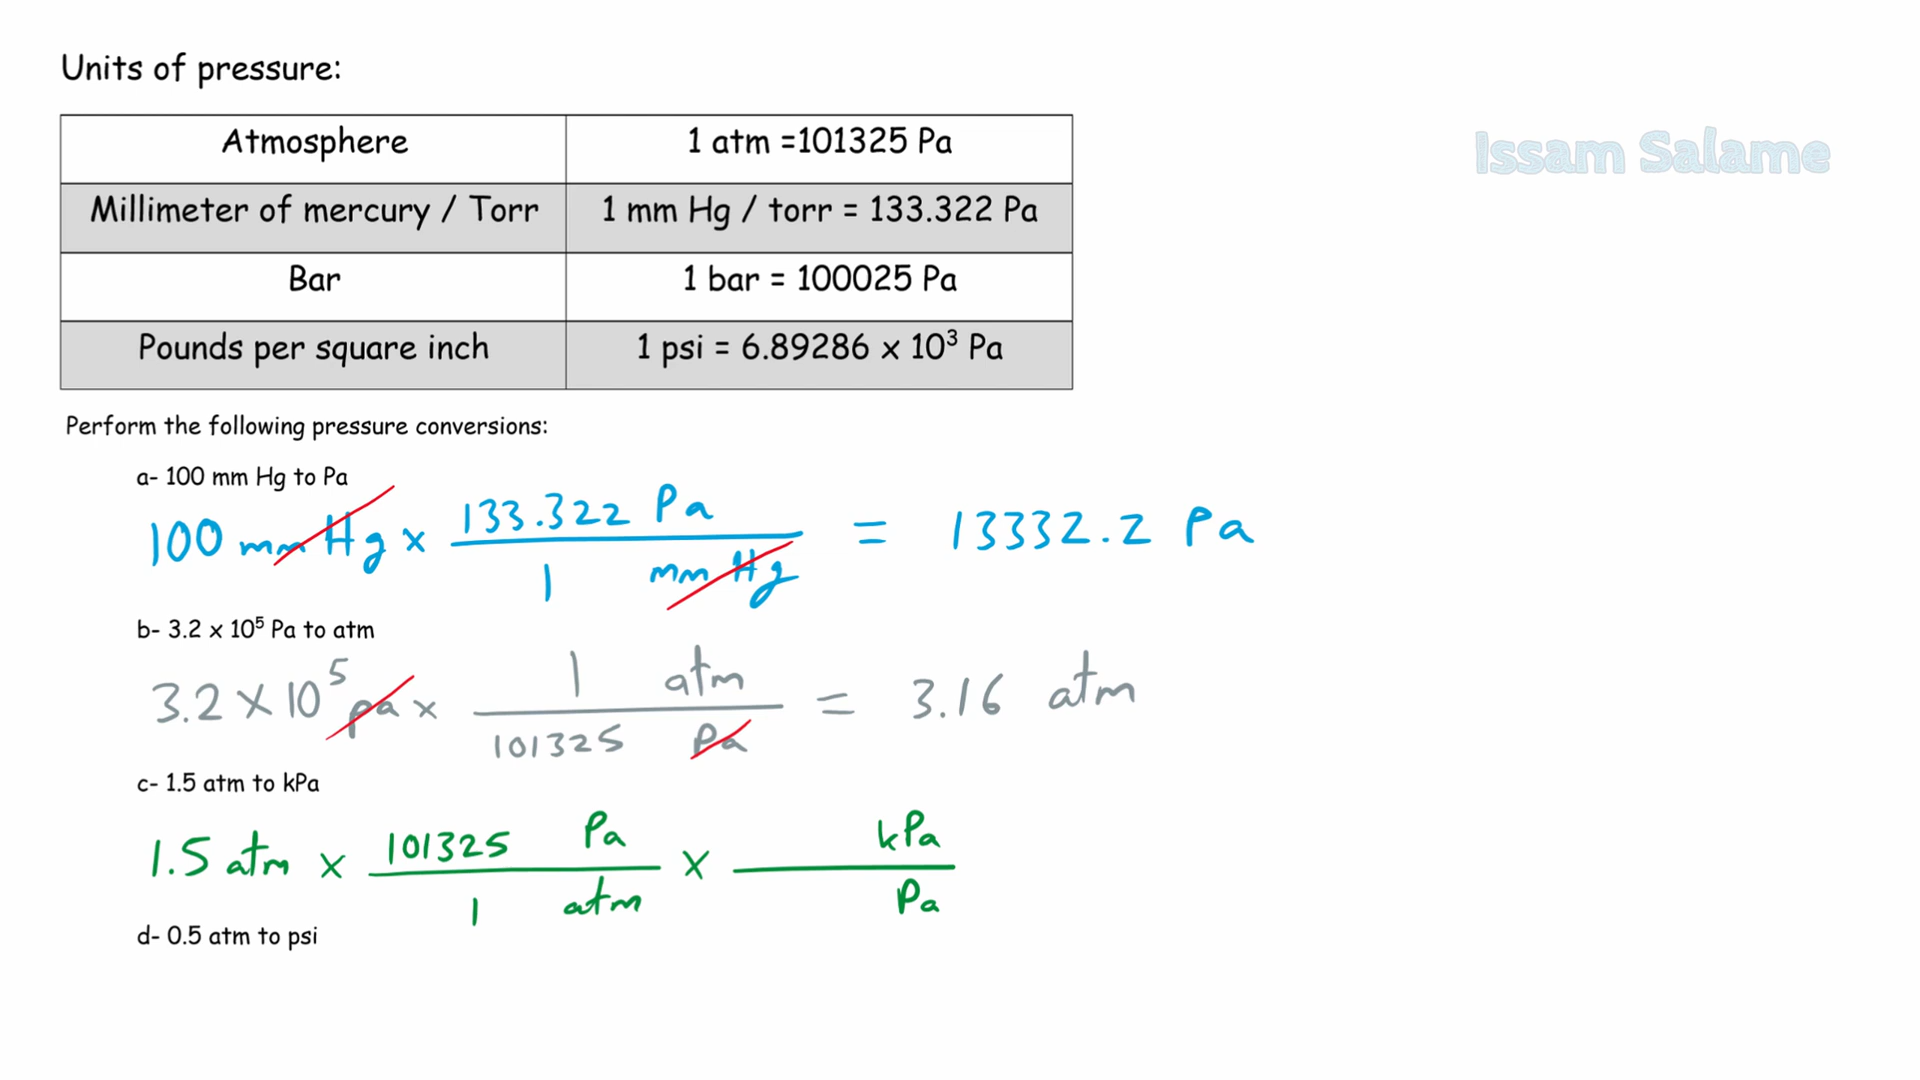 Units of pressure:
Issam Salame
Atmosphere 1 atm =101325 Pa
Millimeter of mercury / Torr 1 mm Hg / torr = 133.322 Pa
Bar 1 bar = 100025 Pa
Pounds per square inch 1 psi = 6.89286 x 10³ Pa
Perform the following pressure conversions:
a- 100 mm Hg to Pa
100 mm Hg x 133.322 Pa / 1 mm Hg = 13332.2 Pa
b- 3.2 x 10⁵ Pa to atm
3.2 x 10⁵ pa x 1 atm / 101325 Pa = 3.16 atm
c- 1.5 atm to kPa
1.5 atm x 101325 Pa / 1 atm x kPa / Pa
d- 0.5 atm to psi